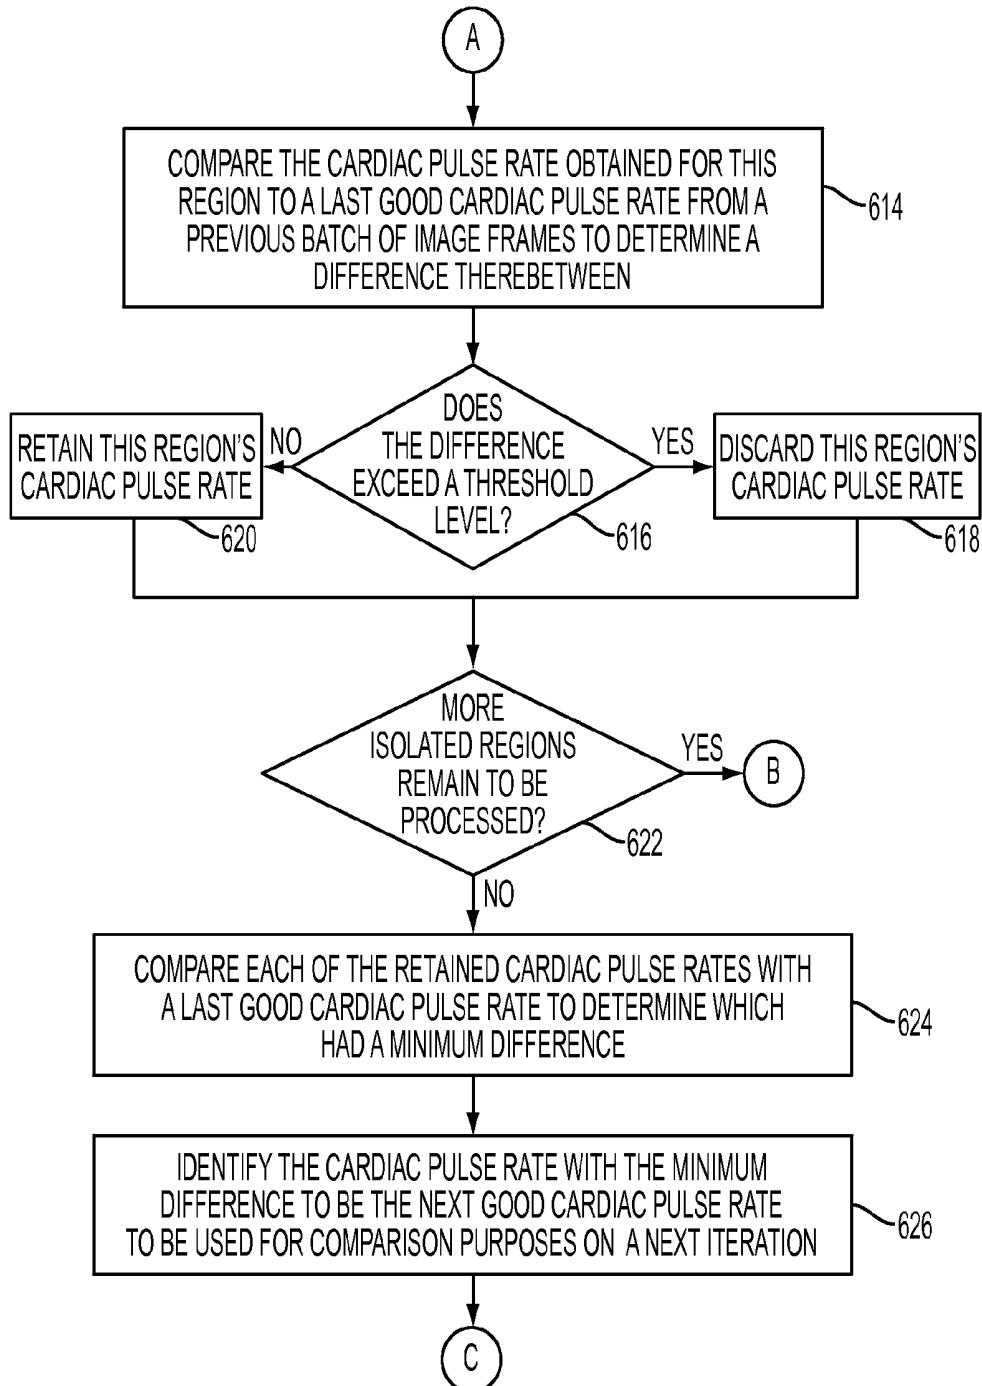 A
COMPARE THE CARDIAC PULSE RATE OBTAINED FOR THIS
REGION TO A LAST GOOD CARDIAC PULSE RATE FROM A
PREVIOUS BATCH OF IMAGE FRAMES TO DETERMINE A
DIFFERENCE THEREBETWEEN
614
DOES
THE DIFFERENCE
EXCEED A THRESHOLD
LEVEL?
616
NO
RETAIN THIS REGION'S
CARDIAC PULSE RATE
620
YES
DISCARD THIS REGION'S
CARDIAC PULSE RATE
618
MORE
ISOLATED REGIONS
REMAIN TO BE
PROCESSED?
622
YES
B
NO
COMPARE EACH OF THE RETAINED CARDIAC PULSE RATES WITH
A LAST GOOD CARDIAC PULSE RATE TO DETERMINE WHICH
HAD A MINIMUM DIFFERENCE
624
IDENTIFY THE CARDIAC PULSE RATE WITH THE MINIMUM
DIFFERENCE TO BE THE NEXT GOOD CARDIAC PULSE RATE
TO BE USED FOR COMPARISON PURPOSES ON A NEXT ITERATION
626
C